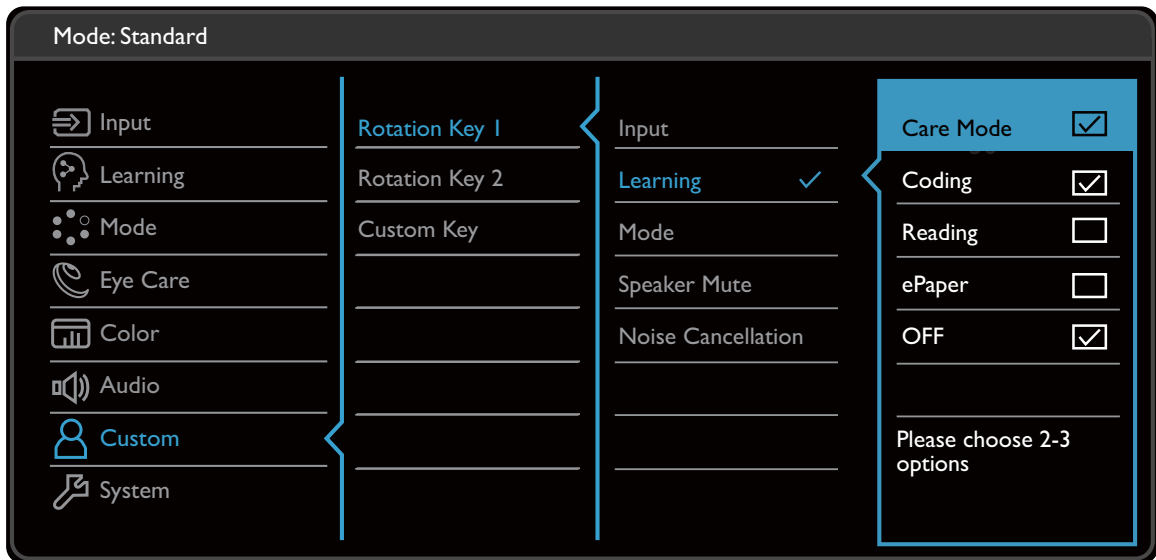 Mode: Standard
Input
Learning
Mode
Eye Care
Color
Audio
Custom
System
Rotation Key 1
Rotation Key 2
Custom Key
Input
Learning
Mode
Speaker Mute
Noise Cancellation
Care Mode
Coding
Reading
ePaper
OFF
Please choose 2-3
options